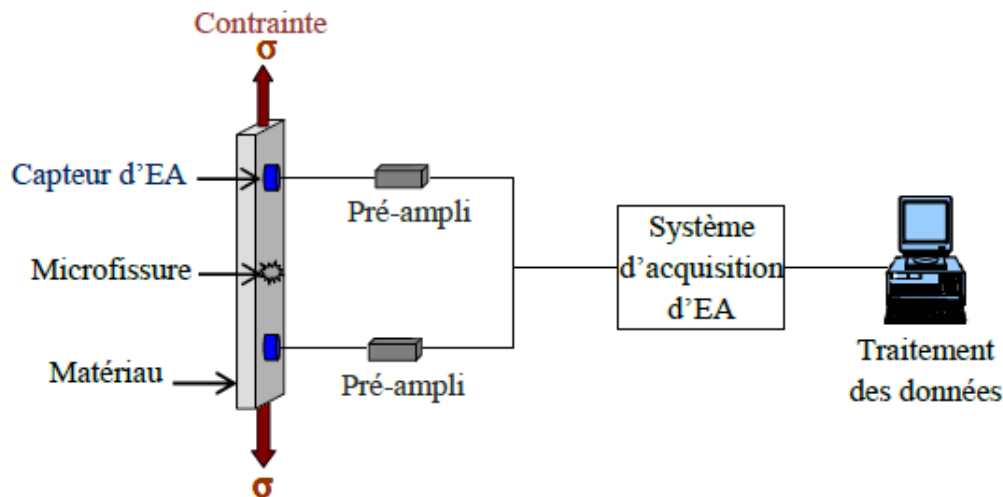 Contrainte
σ
Capteur d'EA
Pré-ampli
Système
d'acquisition
d'EA
Microfissure
Matériau
Pré-ampli
Traitement
des données
σ